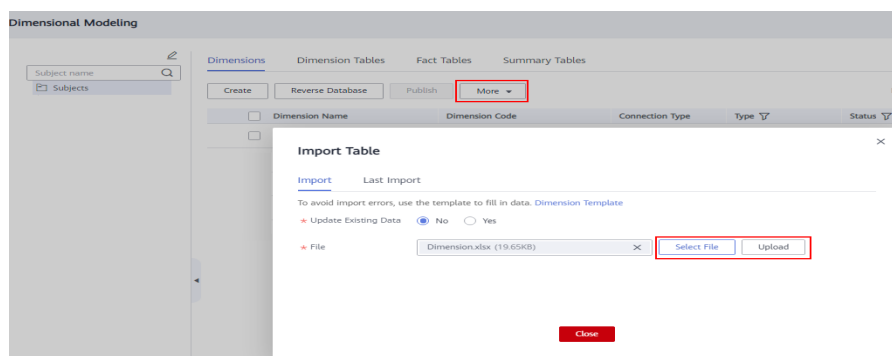 Dimensional Modeling
Subject name
Subjects
Dimensions Dimension Tables Fact Tables Summary Tables
Create Reverse Database Publish More
Dimension Name Dimension Code Connection Type Type Status
Import Table
Import Last Import
To avoid import errors, use the template to fill in data. Dimension Template
* Update Existing Data No Yes
* File Dimension.xlsx (19.65KB) × Select File Upload
Close